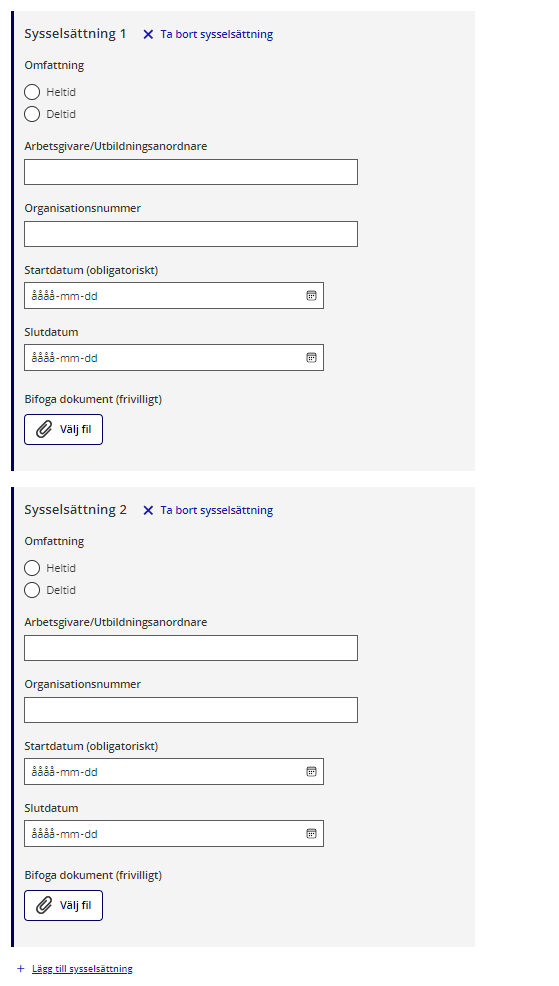 Sysselsättning 1 Ta bort sysselsättning
Omfattning
Heltid
Deltid
Arbetsgivare/Utbildningsanordnare
Organisationsnummer
Startdatum (obligatoriskt)
åååå-mm-dd
Slutdatum
åååå-mm-dd
Bifoga dokument (frivilligt)
Välj fil
Sysselsättning 2 Ta bort sysselsättning
Omfattning
Heltid
Deltid
Arbetsgivare/Utbildningsanordnare
Organisationsnummer
Startdatum (obligatoriskt)
åååå-mm-dd
Slutdatum
åååå-mm-dd
Bifoga dokument (frivilligt)
Välj fil
+ Lägg till sysselsättning